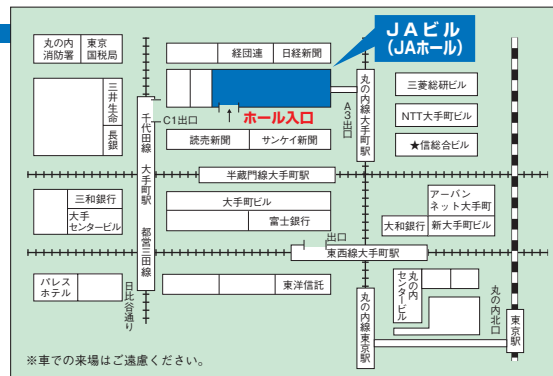 JAビル
(JAホール)
丸の内
消防署
東京
国税局
経団連
日経新聞
三井生命
長銀
C1出口
ホール入口
A3出口
丸の内線大手町駅
三菱総研ビル
NTT大手町ビル
★信総合ビル
読売新聞
サンケイ新聞
千代田線 大手町駅 都営三田線
半蔵門線大手町駅
三和銀行
大手
センタービル
大手町ビル
富士銀行
アーバン
ネット大手町
大和銀行
新大手町ビル
出口
東西線大手町駅
パレス
ホテル
日比谷通り
東洋信託
丸の内線東京駅
丸の内
センタービル
丸の内北口
東京駅
※車での来場はご遠慮ください。